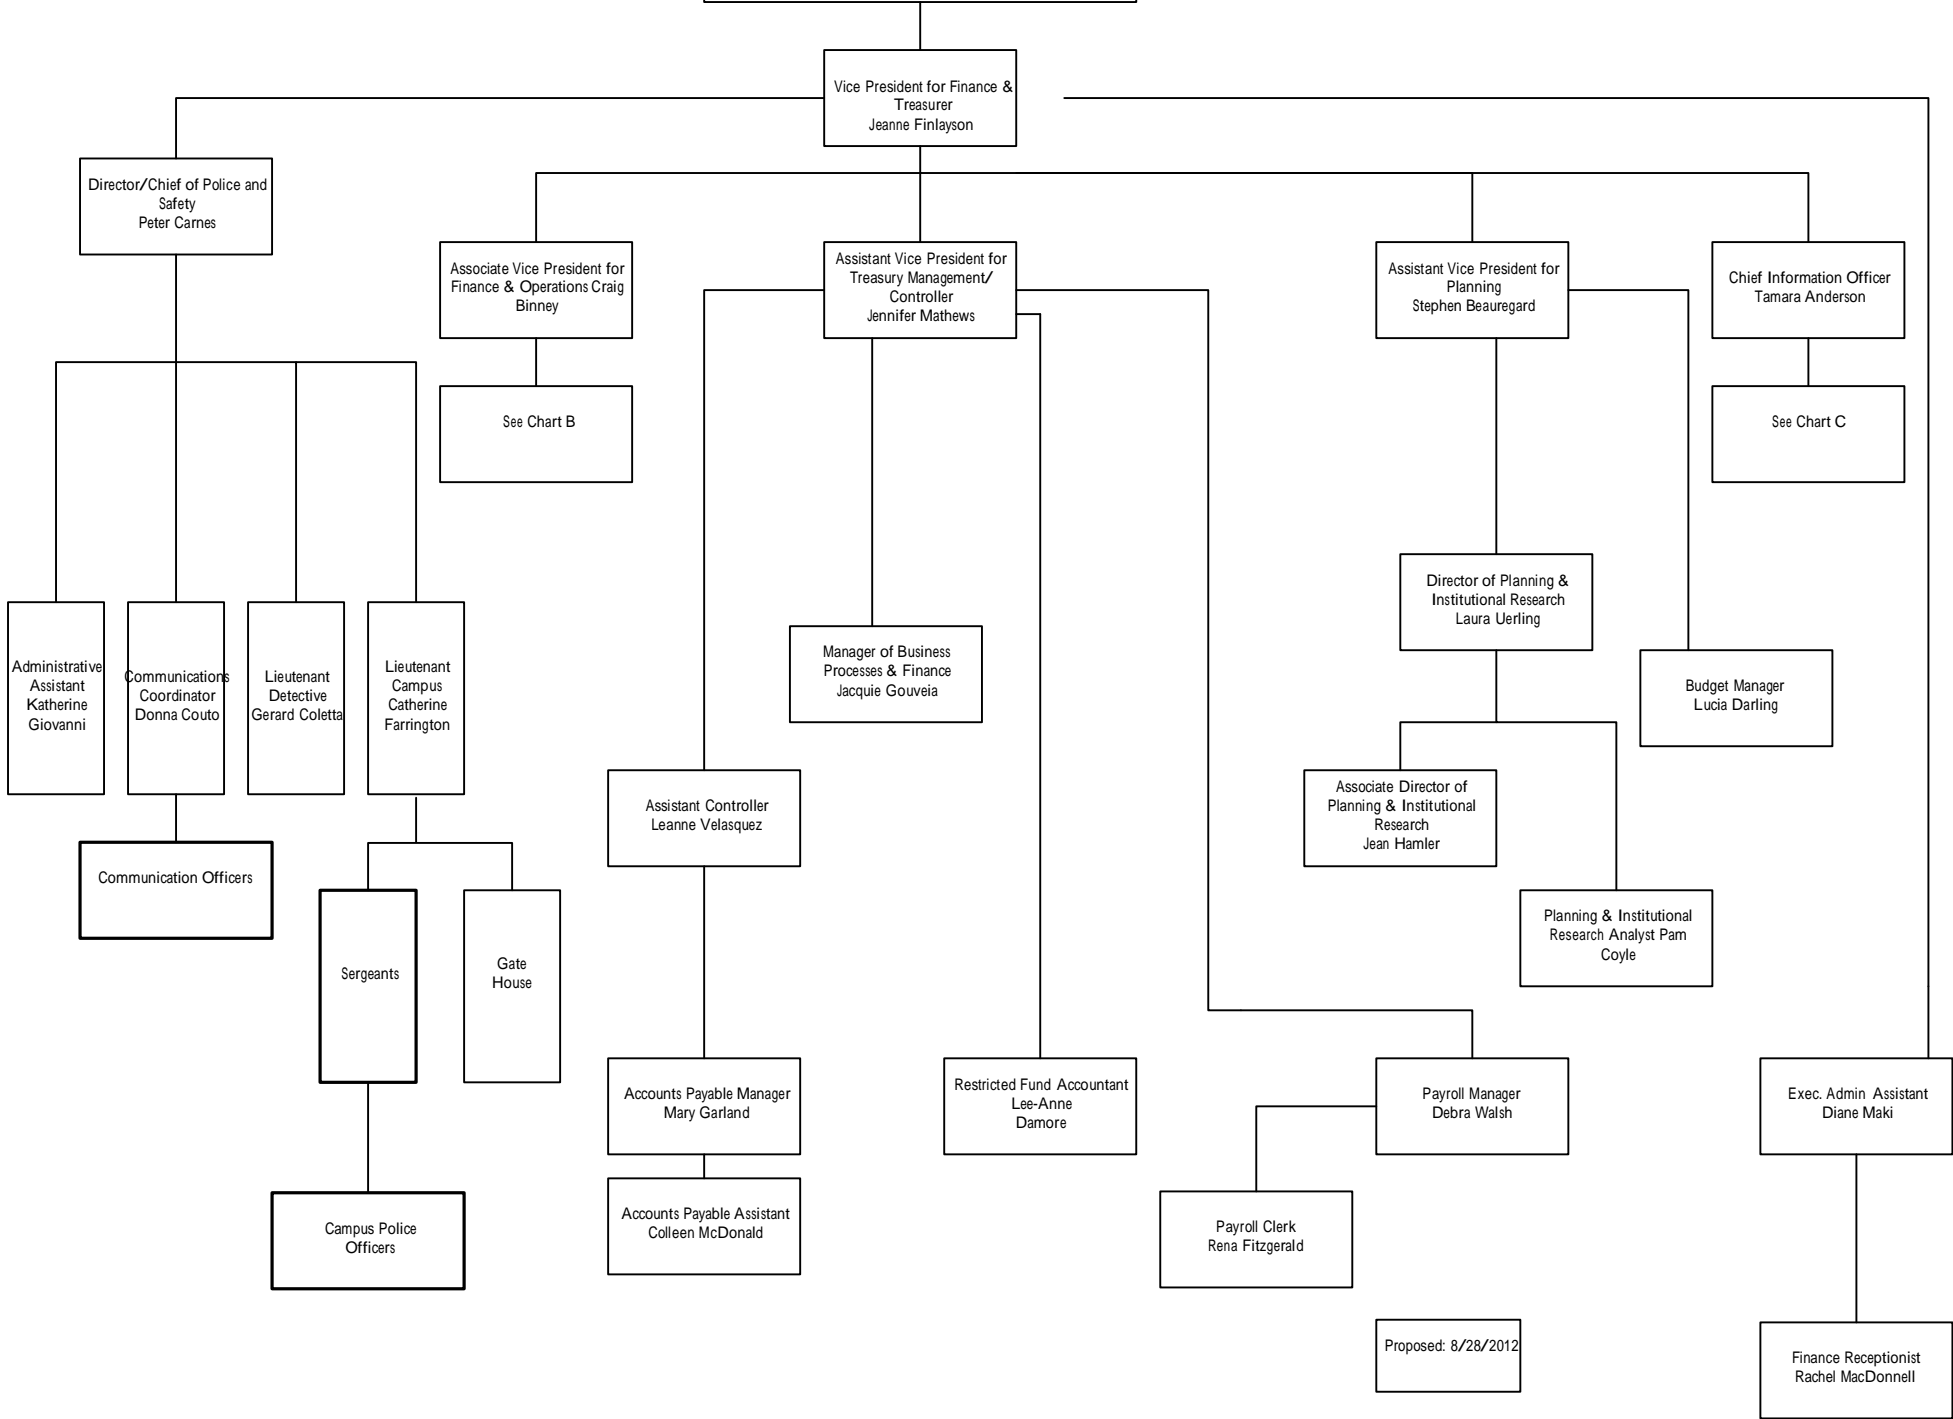 Vice President for Finance &
Treasurer
Jeanne Finlayson
Director/Chief of Police and
Safety
Peter Carnes
Associate Vice President for
Finance & Operations Craig
Binney
Assistant Vice President for
Treasury Management/
Controller
Jennifer Mathews
Assistant Vice President for
Planning
Stephen Beauregard
Chief Information Officer
Tamara Anderson
See Chart B
See Chart C
Director of Planning &
Institutional Research
Laura Uerling
Administrative
Assistant
Katherine
Giovanni
Communications
Coordinator
Donna Couto
Lieutenant
Detective
Gerard Coletta
Lieutenant
Campus
Catherine
Farrington
Manager of Business
Processes & Finance
Jacquie Gouveia
Budget Manager
Lucia Darling
Assistant Controller
Leanne Velasquez
Associate Director of
Planning & Institutional
Research
Jean Hamler
Communication Officers
Sergeants
Gate
House
Planning & Institutional
Research Analyst Pam
Coyle
Accounts Payable Manager
Mary Garland
Restricted Fund Accountant
Lee-Anne
Damore
Payroll Manager
Debra Walsh
Exec. Admin Assistant
Diane Maki
Accounts Payable Assistant
Colleen McDonald
Campus Police
Officers
Payroll Clerk
Rena Fitzgerald
Proposed: 8/28/2012
Finance Receptionist
Rachel MacDonnell